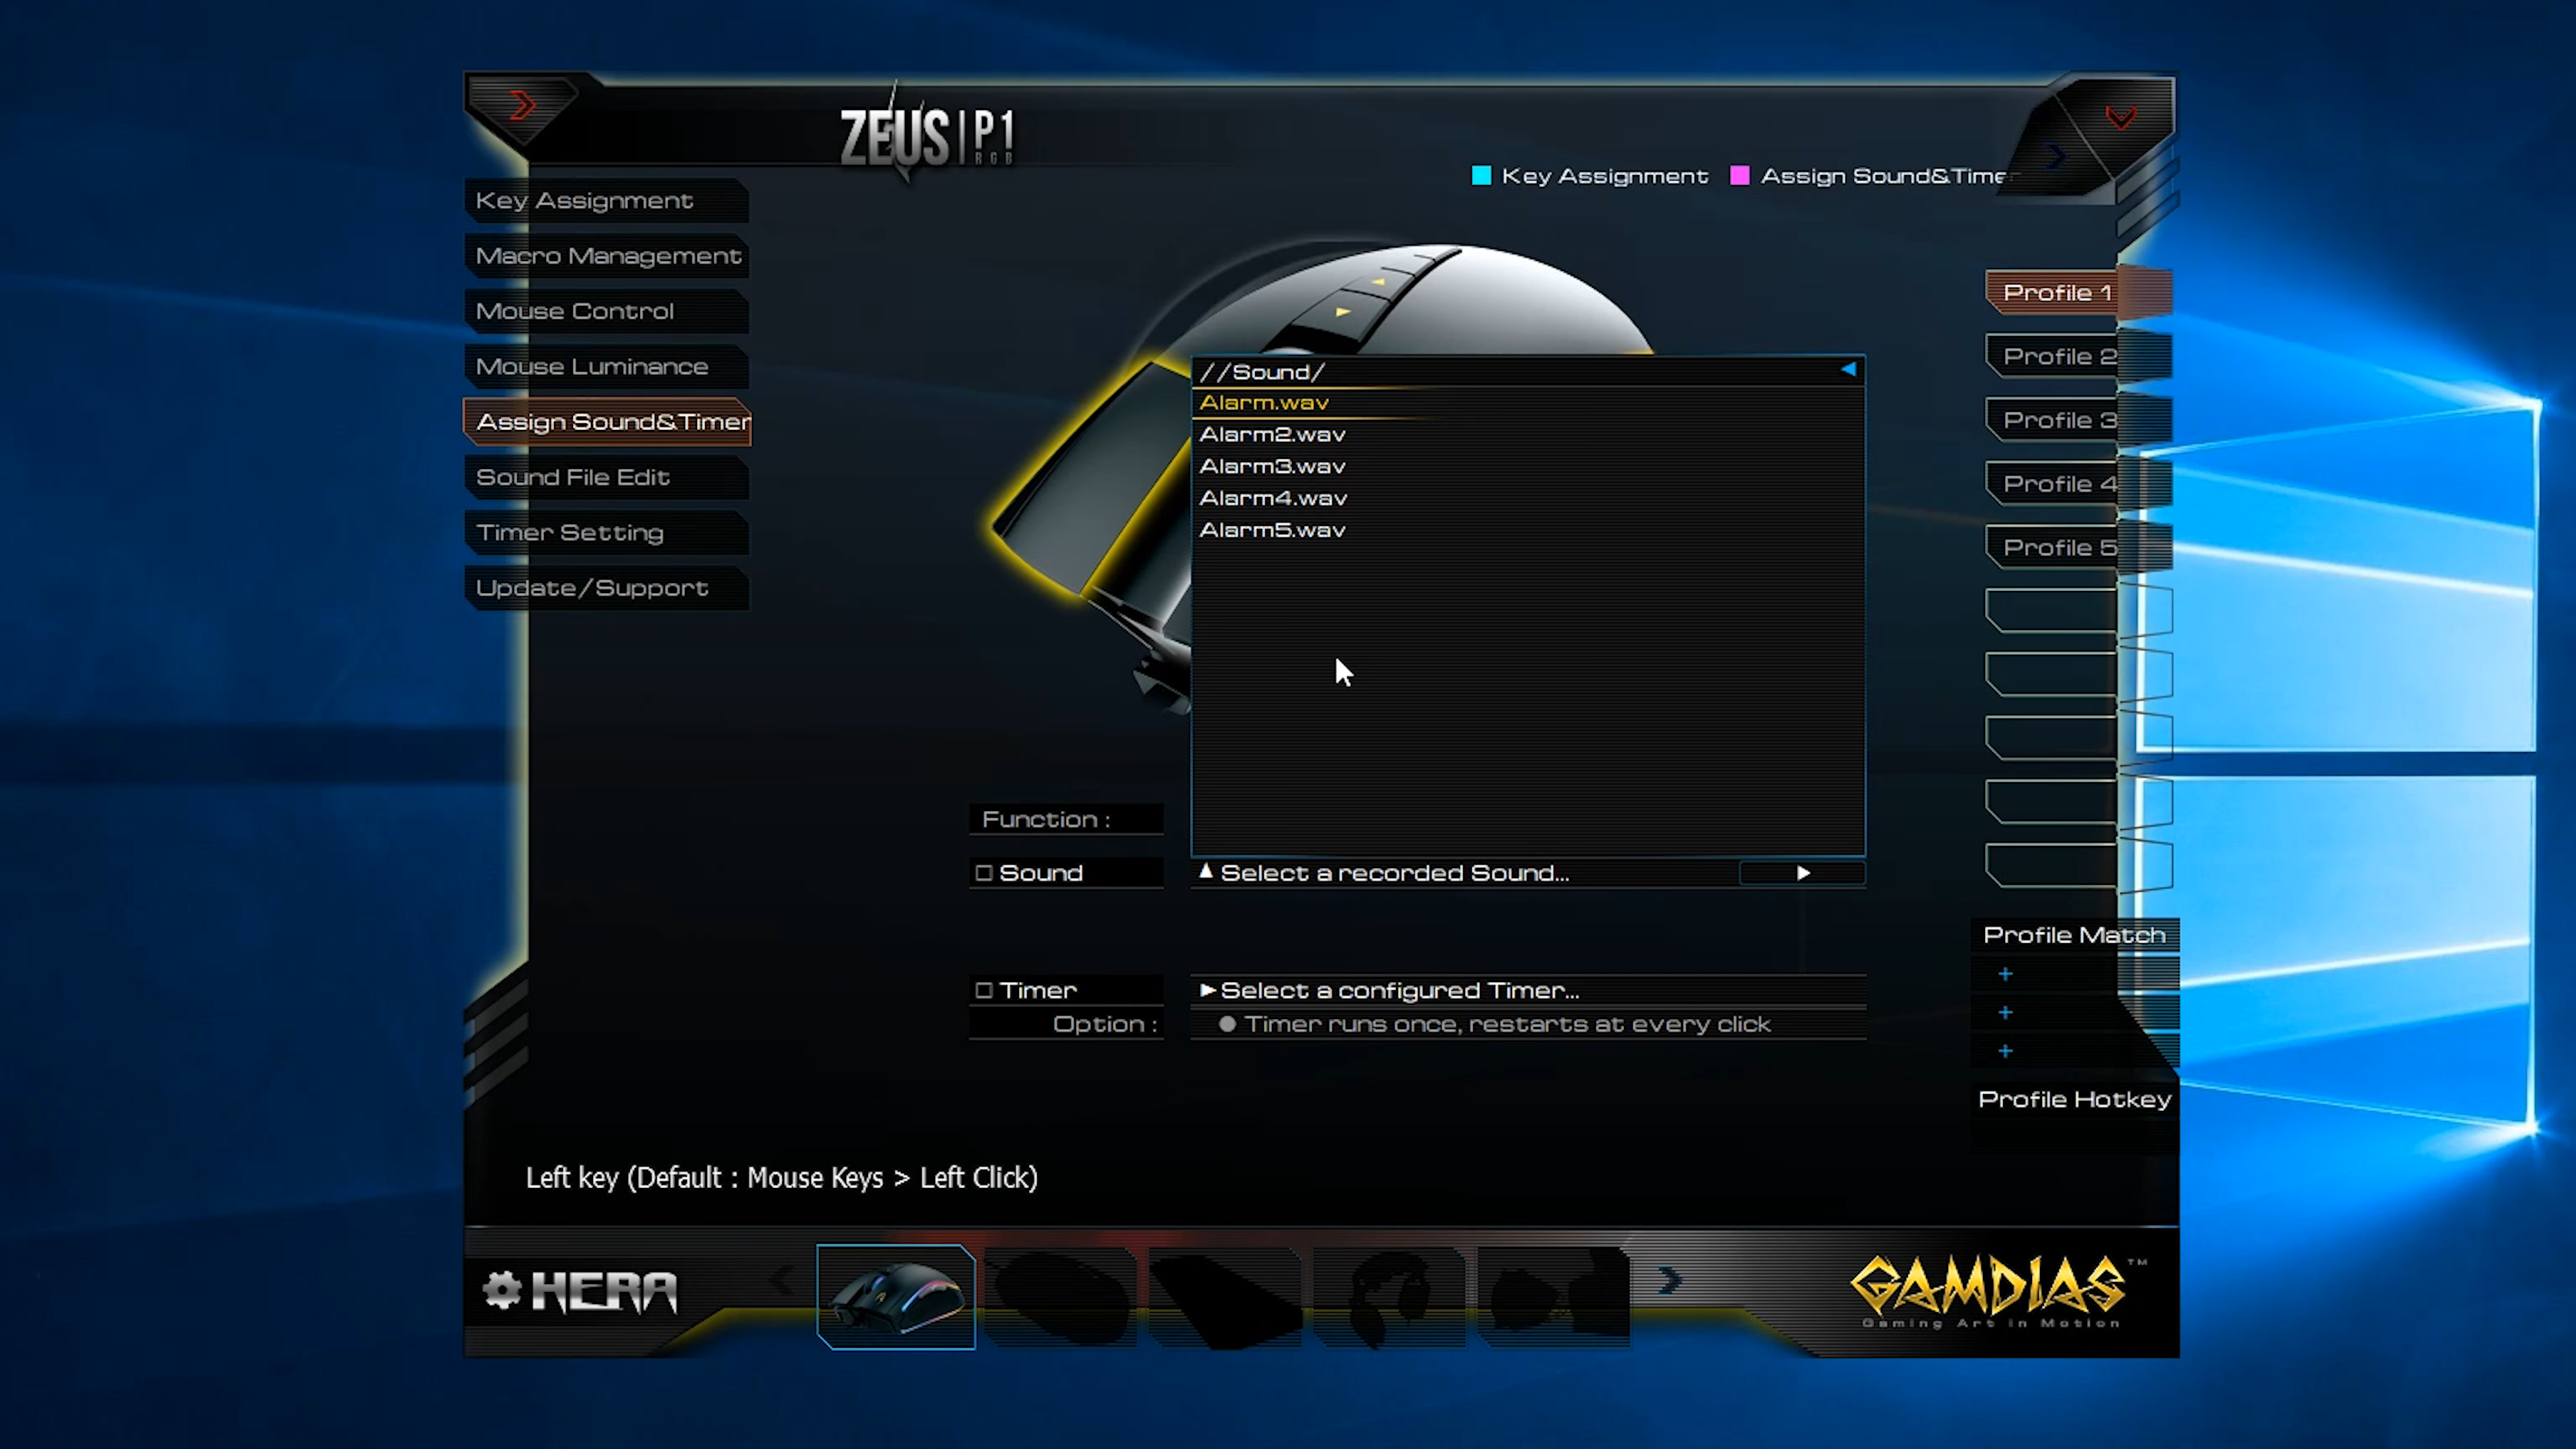 ZEUS | P1
RGB
Key Assignment
Assign Sound&Timer
Key Assignment
Macro Management
Mouse Control
Mouse Luminance
Assign Sound&Timer
Sound File Edit
Timer Setting
Update/Support
//Sound/
Alarm.wav
Alarm2.wav
Alarm3.wav
Alarm4.wav
Alarm5.wav
Profile 1
Profile 2
Profile 3
Profile 4
Profile 5
Function :
Sound
Select a recorded Sound...
Timer
Select a configured Timer...
Option :
Timer runs once, restarts at every click
Profile Match
+
+
+
Profile Hotkey
Left key (Default : Mouse Keys > Left Click)
HERA
GAMDIAS™
Gaming Art in Motion